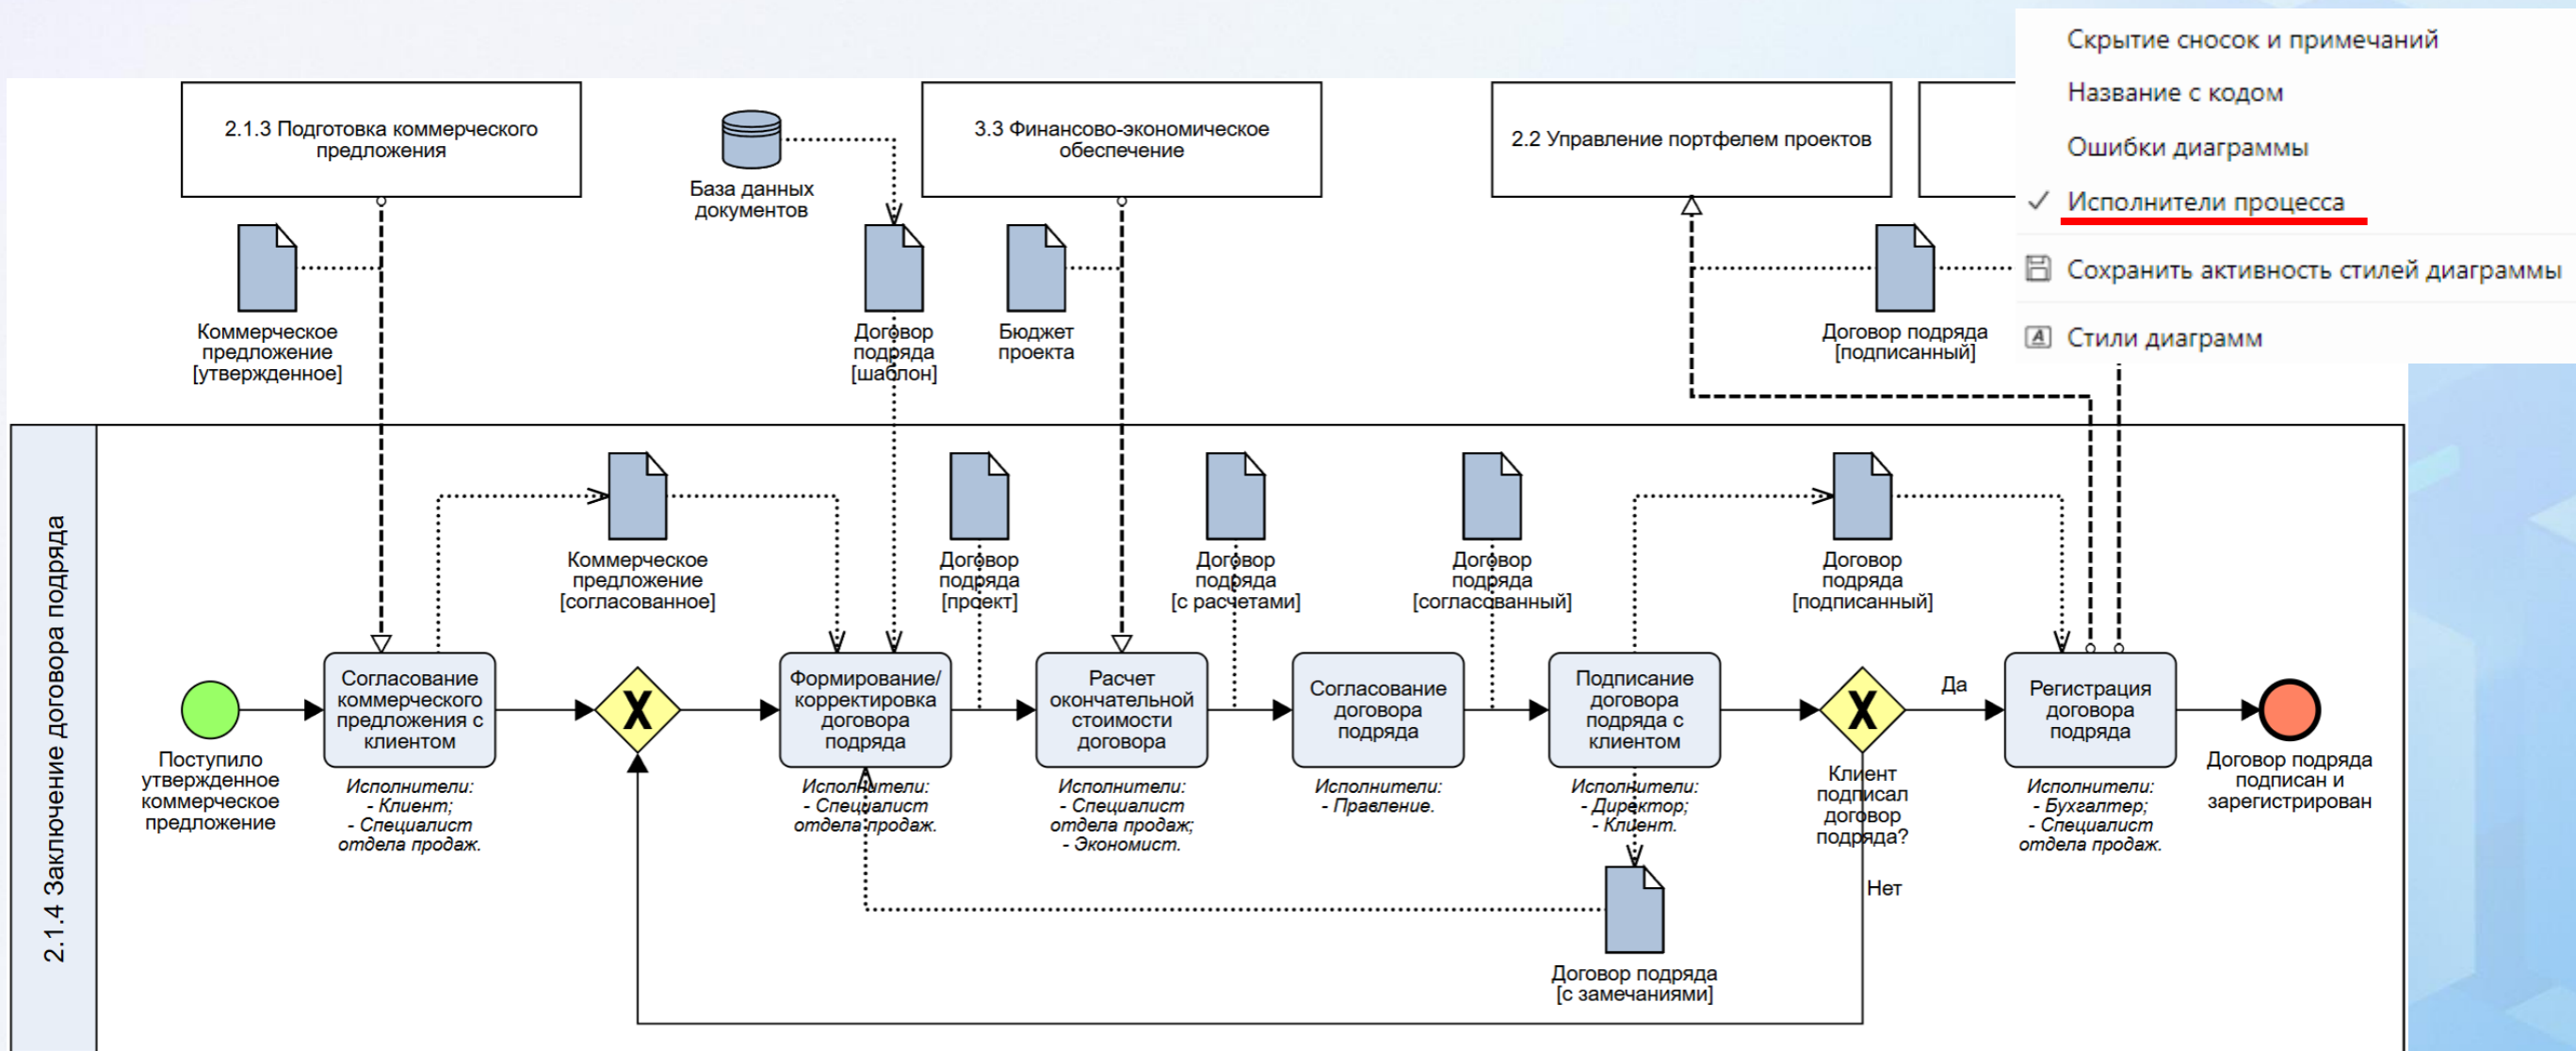 Скрытие сносок и примечаний
Название с кодом
Ошибки диаграммы
Исполнители процесса
Сохранить активность стилей диаграммы
Стили диаграмм
2.1.3 Подготовка коммерческого
предложения
База данных
документов
3.3 Финансово-экономическое
обеспечение
2.2 Управление портфелем проектов
Коммерческое
предложение
[утвержденное]
Договор
подряда
[шаблон]
Бюджет
проекта
Договор подряда
[подписанный]
2.1.4 Заключение договора подряда
Коммерческое
предложение
[согласованное]
Договор
подряда
[проект]
Договор
подряда
[с расчетами]
Договор
подряда
[согласованный]
Договор
подряда
[подписанный]
Поступило
утвержденное
коммерческое
предложение
Согласование
коммерческого
предложения с
клиентом
Исполнители:
- Клиент;
- Специалист
отдела продаж.
X
Формирование/
корректировка
договора
подряда
Исполнители:
- Специалист
отдела продаж.
Расчет
окончательной
стоимости
договора
Исполнители:
- Специалист
отдела продаж;
- Экономист.
Согласование
договора
подряда
Исполнители:
- Правление.
Подписание
договора
подряда с
клиентом
Исполнители:
- Директор;
- Клиент.
X
Клиент
подписал
договор
подряда?
Да
Нет
Регистрация
договора
подряда
Исполнители:
- Бухгалтер;
- Специалист
отдела продаж.
Договор подряда
подписан и
зарегистрирован
Договор подряда
[с замечаниями]